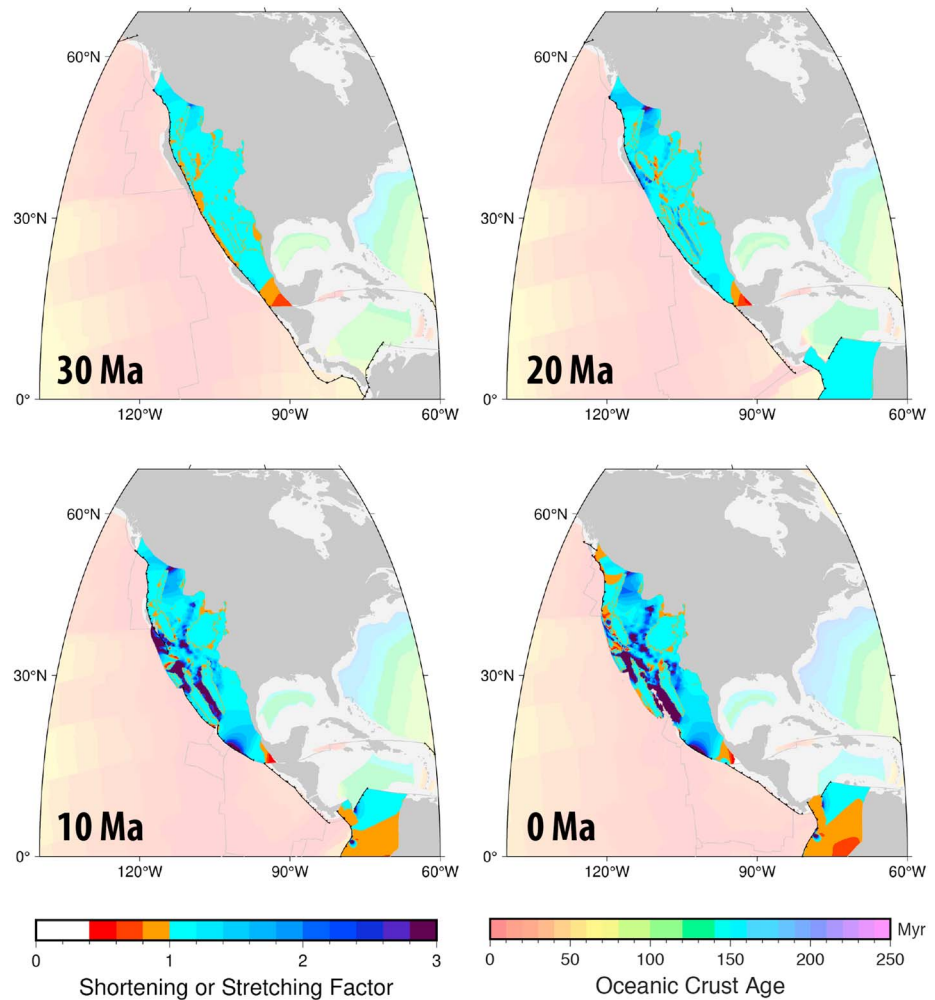 60°N
30°N
0°
30 Ma
120°W 90°W 60°W
60°N
30°N
0°
20 Ma
120°W 90°W 60°W
60°N
30°N
0°
10 Ma
120°W 90°W 60°W
60°N
30°N
0°
0 Ma
120°W 90°W 60°W
0 1 2 3
Shortening or Stretching Factor
Myr
0 50 100 150 200 250
Oceanic Crust Age